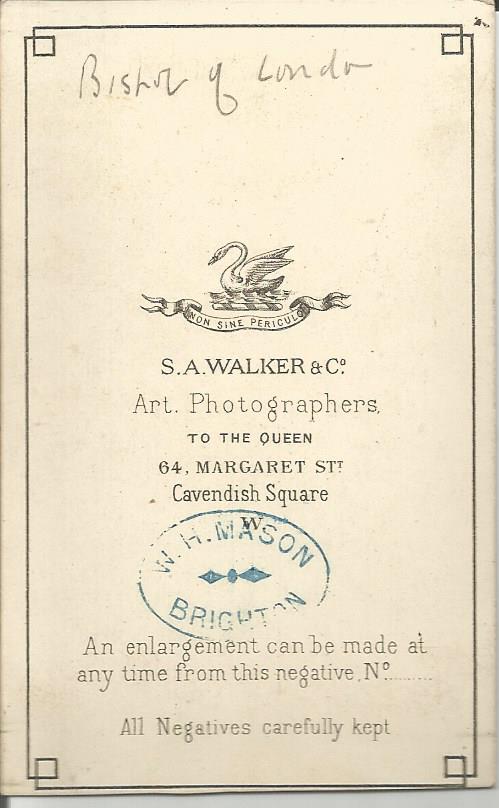 Bishop of London
NON SINE PERICULO
S.A. WALKER & Cº
Art. Photographers,
TO THE QUEEN
64, MARGARET STT
Cavendish Square
W.
W. H. MASON
BRIGHTON
An enlargement can be made at
any time from this negative, Nº..........
All Negatives carefully kept